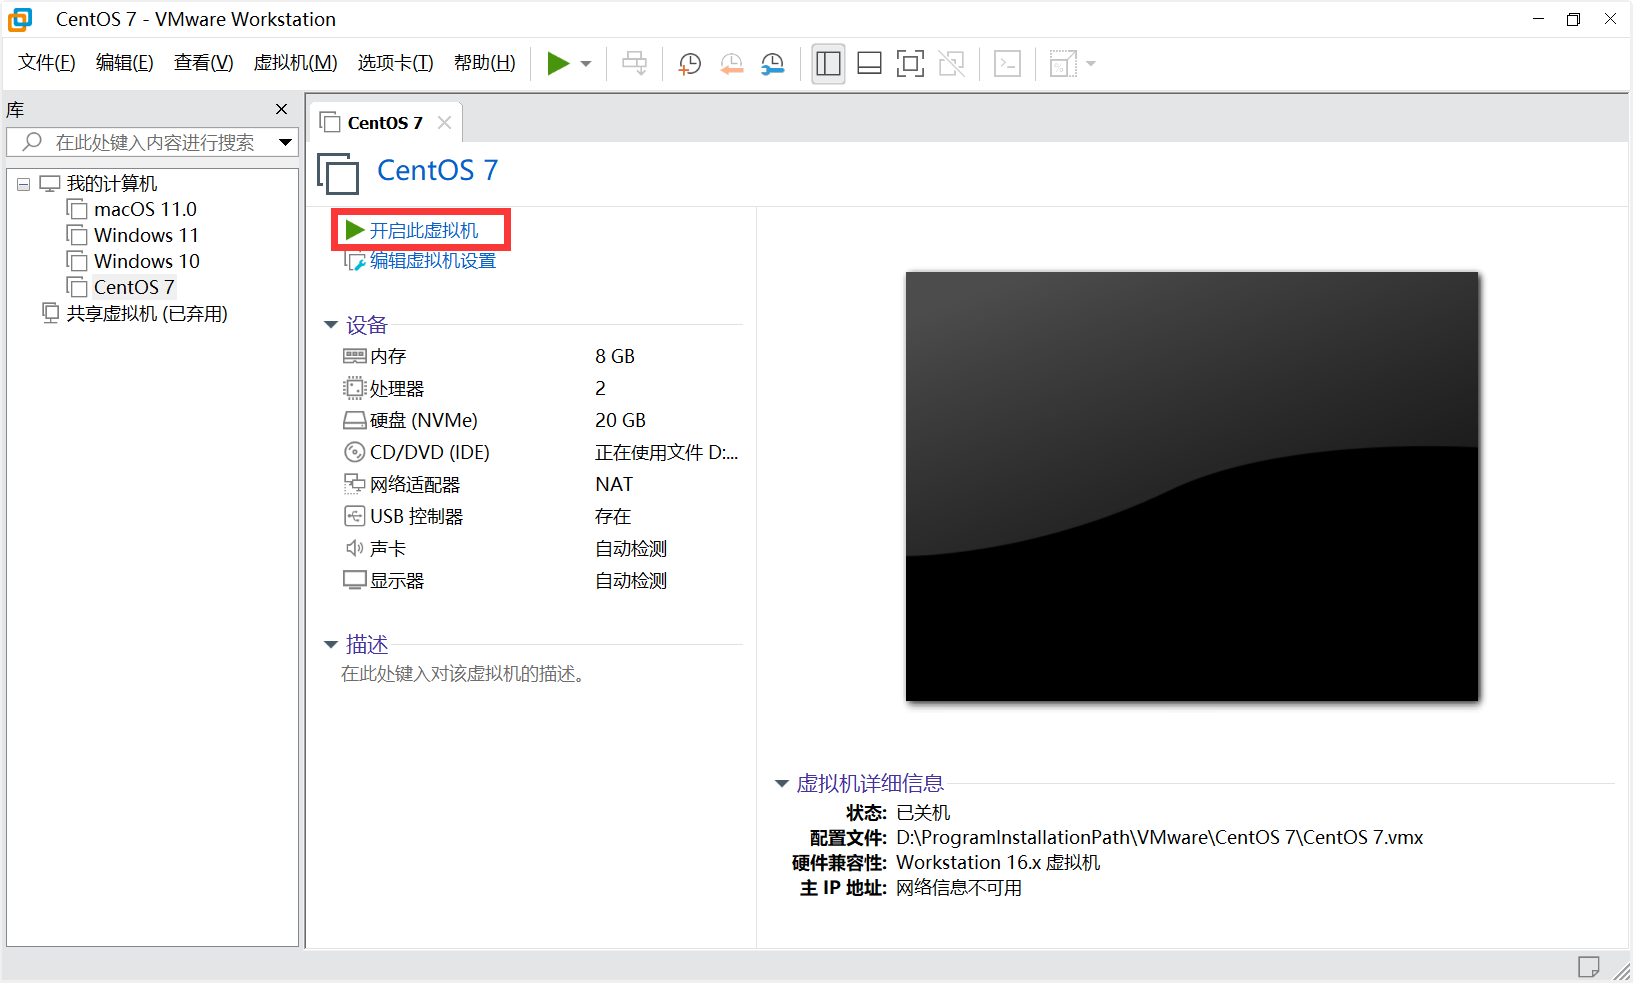 CentOS 7 - VMware Workstation
文件(F) 编辑(E) 查看(V) 虚拟机(M) 选项卡(T) 帮助(H)
库
在此处键入内容进行搜索
我的计算机
macOS 11.0
Windows 11
Windows 10
CentOS 7
共享虚拟机 (已弃用)
CentOS 7
CentOS 7
开启此虚拟机
编辑虚拟机设置
设备
内存 8 GB
处理器 2
硬盘 (NVMe) 20 GB
CD/DVD (IDE) 正在使用文件 D:...
网络适配器 NAT
USB 控制器 存在
声卡 自动检测
显示器 自动检测
描述
在此处键入对该虚拟机的描述。
虚拟机详细信息
状态: 已关机
配置文件: D:\ProgramInstallationPath\VMware\CentOS 7\CentOS 7.vmx
硬件兼容性: Workstation 16.x 虚拟机
主 IP 地址: 网络信息不可用